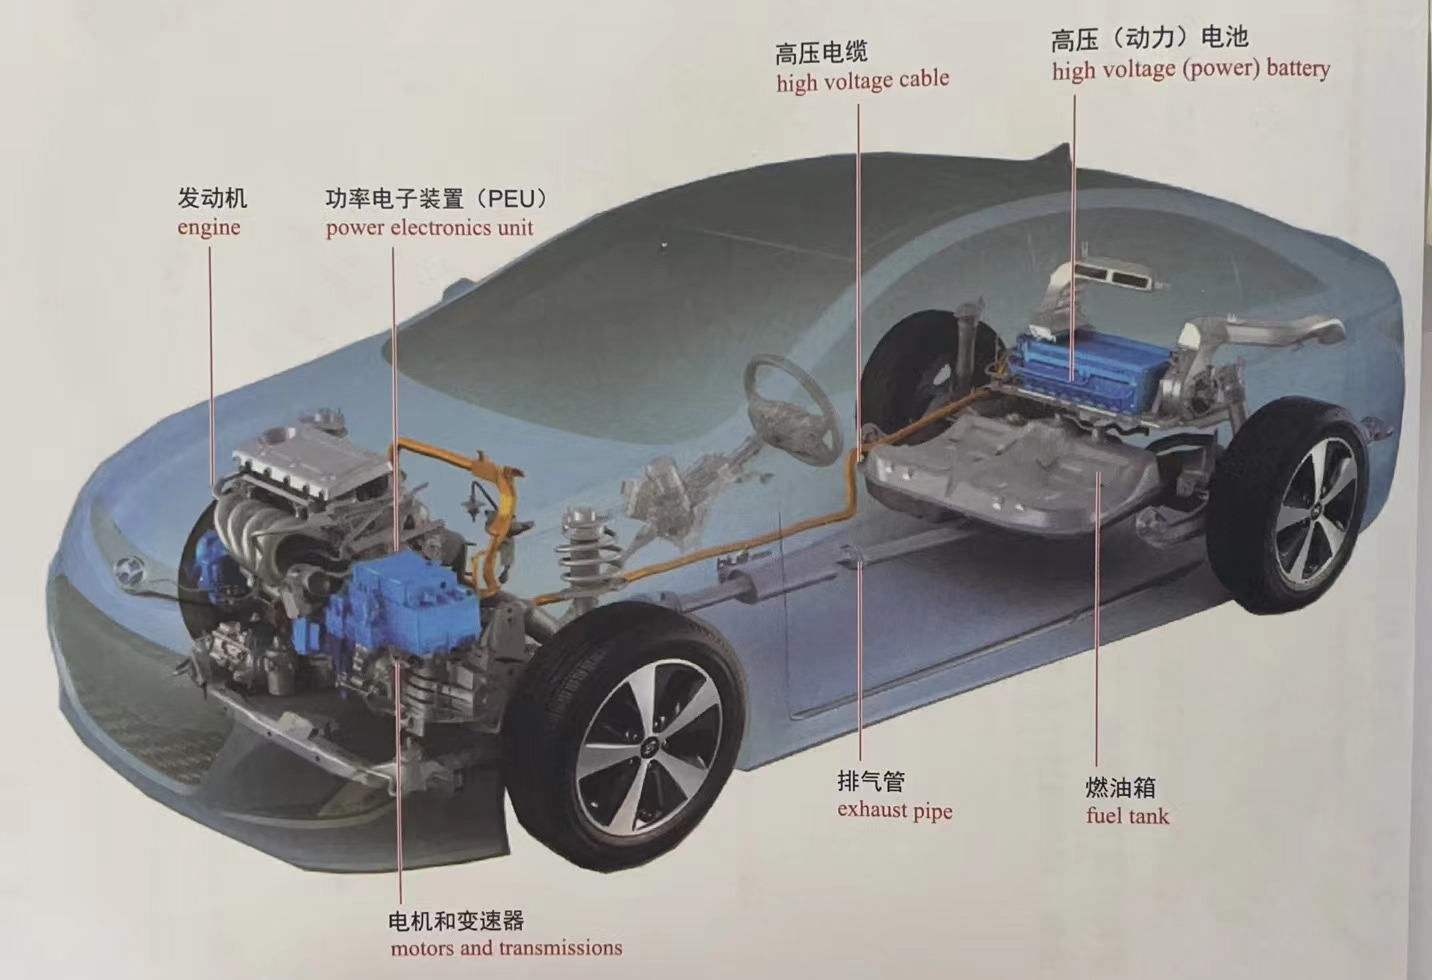 高压电缆
high voltage cable
高压（动力）电池
high voltage (power) battery
发动机
engine
功率电子装置（PEU）
power electronics unit
排气管
exhaust pipe
燃油箱
fuel tank
电机和变速器
motors and transmissions